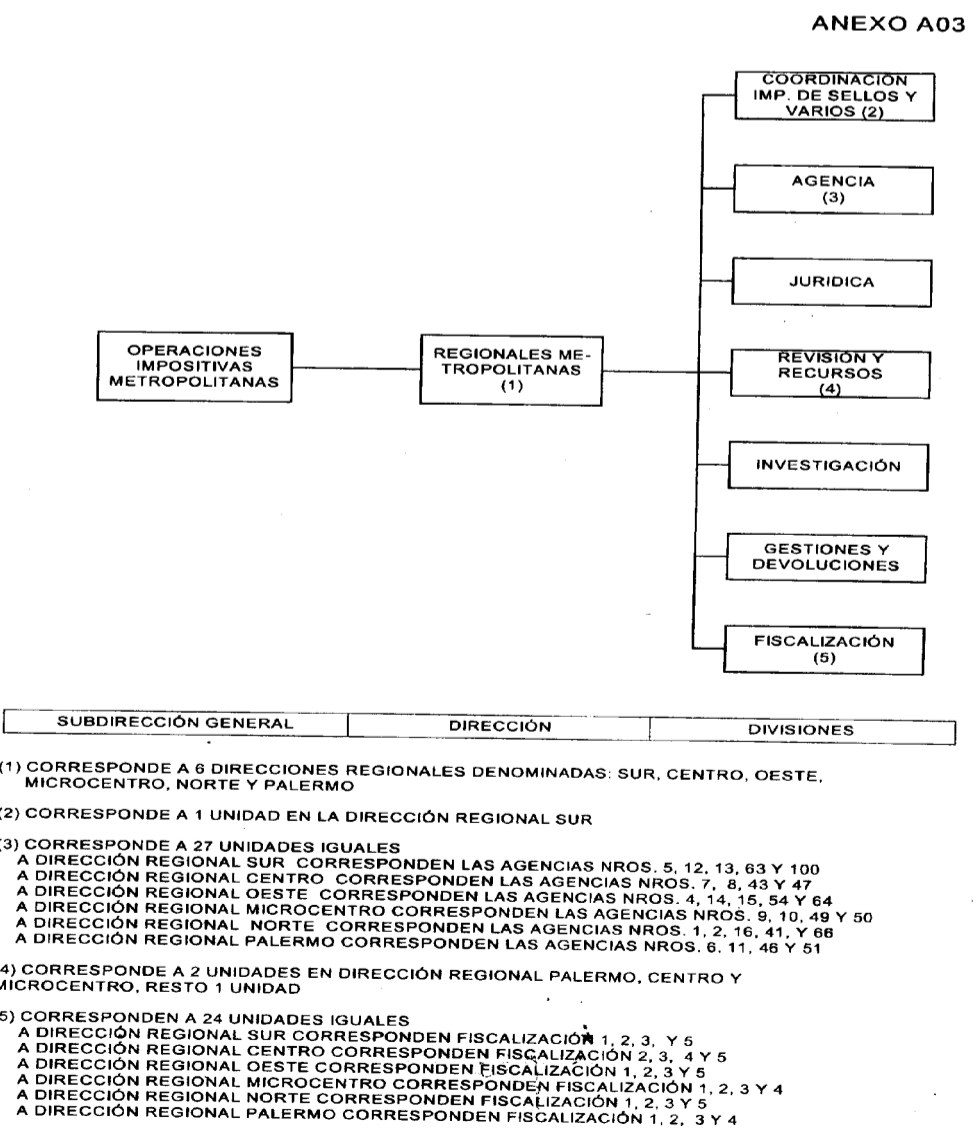 ANEXO A03
COORDINACIÓN
IMP. DE SELLOS Y
VARIOS (2)
AGENCIA
(3)
JURIDICA
OPERACIONES
IMPOSITIVAS
METROPOLITANAS
REGIONALES ME-
TROPOLITANAS
(1)
REVISIÓN Y
RECURSOS
(4)
INVESTIGACIÓN
GESTIONES Y
DEVOLUCIONES
FISCALIZACIÓN
(5)
SUBDIRECCIÓN GENERAL DIRECCIÓN DIVISIONES
(1) CORRESPONDE A 6 DIRECCIONES REGIONALES DENOMINADAS: SUR, CENTRO, OESTE,
MICROCENTRO, NORTE Y PALERMO
(2) CORRESPONDE A 1 UNIDAD EN LA DIRECCIÓN REGIONAL SUR
(3) CORRESPONDE A 27 UNIDADES IGUALES
A DIRECCIÓN REGIONAL SUR CORRESPONDEN LAS AGENCIAS NROS. 5, 12, 13, 63 Y 100
A DIRECCIÓN REGIONAL CENTRO CORRESPONDEN LAS AGENCIAS NROS. 7, 8, 43 Y 47
A DIRECCIÓN REGIONAL OESTE CORRESPONDEN LAS AGENCIAS NROS. 4, 14, 15, 54 Y 64
A DIRECCIÓN REGIONAL MICROCENTRO CORRESPONDEN LAS AGENCIAS NROS. 9, 10, 49 Y 50
A DIRECCIÓN REGIONAL NORTE CORRESPONDEN LAS AGENCIAS NROS. 1, 2, 16, 41, Y 66
A DIRECCIÓN REGIONAL PALERMO CORRESPONDEN LAS AGENCIAS NROS. 6. 11, 46 Y 51
4) CORRESPONDE A 2 UNIDADES EN DIRECCIÓN REGIONAL PALERMO, CENTRO Y
MICROCENTRO, RESTO 1 UNIDAD
5) CORRESPONDEN A 24 UNIDADES IGUALES
A DIRECCIÓN REGIONAL SUR CORRESPONDEN FISCALIZACIÓN 1, 2, 3, Y 5
A DIRECCIÓN REGIONAL CENTRO CORRESPONDEN FISCALIZACIÓN 2, 3, 4 Y 5
A DIRECCIÓN REGIONAL OESTE CORRESPONDEN FISCALIZACIÓN 1, 2, 3 Y 5
A DIRECCIÓN REGIONAL MICROCENTRO CORRESPONDEN FISCALIZACIÓN 1, 2, 3 Y 4
A DIRECCIÓN REGIONAL NORTE CORRESPONDEN FISCALIZACIÓN 1, 2, 3 Y 5
A DIRECCIÓN REGIONAL PALERMO CORRESPONDEN FISCALIZACIÓN 1, 2, 3 Y 4